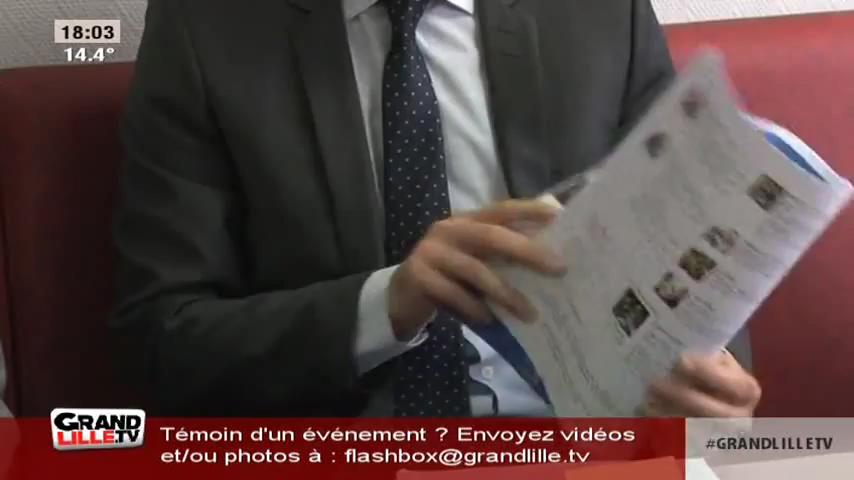 18:03
14.4°
GRAND
LILLE.TV
Témoin d'un événement ? Envoyez vidéos
et/ou photos à : flashbox@grandlille.tv
#GRANDLILLETV